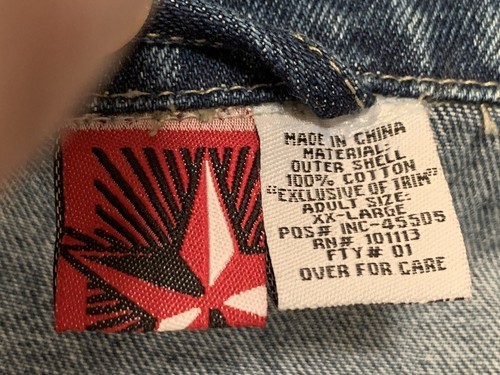 MADE IN CHINA
MATERIAL:
OUTER SHELL
100% COTTON
"EXCLUSIVE OF TRIM"
ADULT SIZE:
XX-LARGE
POS# INC-45505
RN# 101113
FTY # 01
OVER FOR CARE